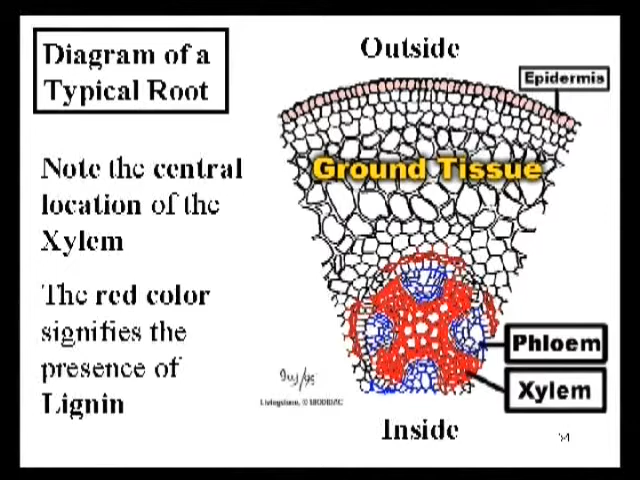 Diagram of a
Typical Root
Note the central
location of the
Xylem
The red color
signifies the
presence of
Lignin
Outside
Epidermis
Ground Tissue
Phloem
Xylem
Livingstone, ©
Inside